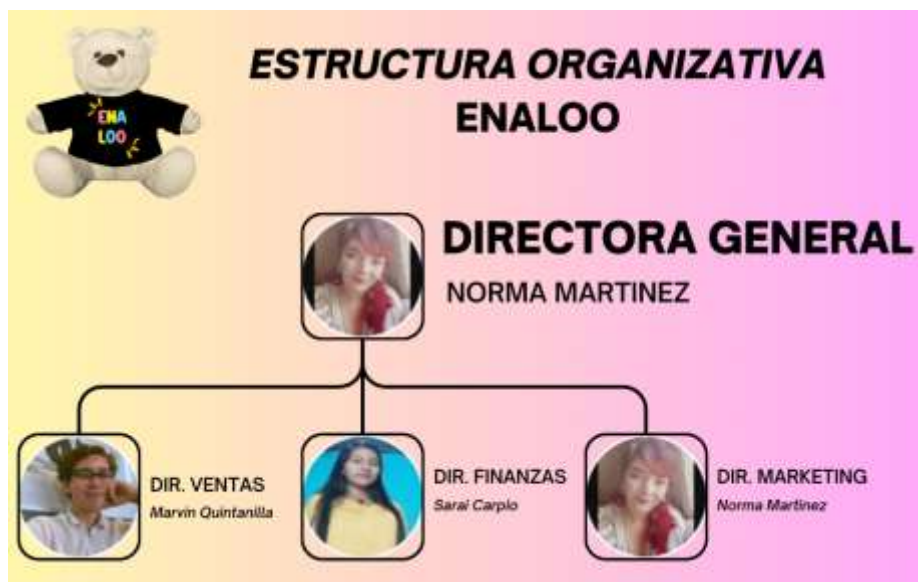 ESTRUCTURA ORGANIZATIVA
ENALOO
ENA
LOO
DIRECTORA GENERAL
NORMA MARTINEZ
DIR. VENTAS
Marvin Quintanilla
DIR. FINANZAS
Sarai Carpio
DIR. MARKETING
Norma Martinez